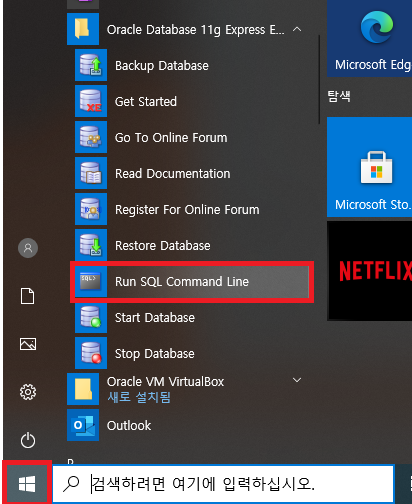 Oracle Database 11g Express E...
Backup Database
Get Started
Go To Online Forum
Read Documentation
Register For Online Forum
Restore Database
SQL>
Run SQL Command Line
Start Database
Stop Database
Oracle VM VirtualBox
새로 설치됨
Outlook
Microsoft Edg
탐색
Microsoft Sto...
NETFLIX
검색하려면 여기에 입력하십시오.